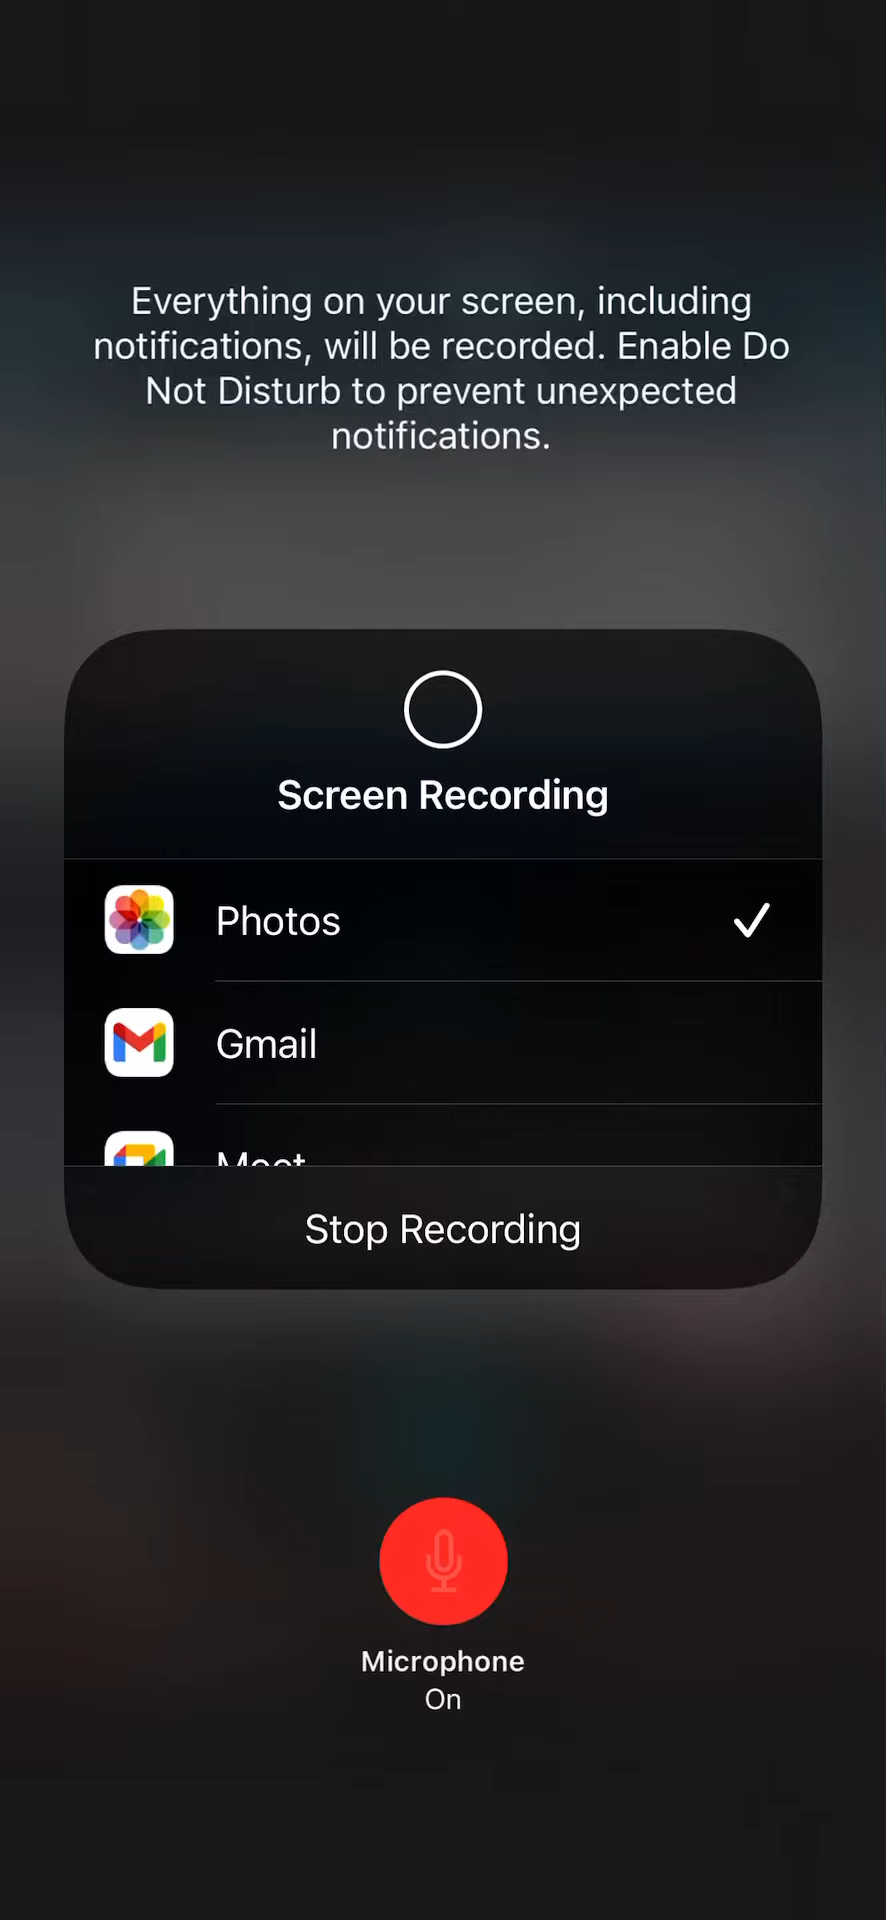 Everything on your screen, including
notifications, will be recorded. Enable Do
Not Disturb to prevent unexpected
notifications.
Screen Recording
Photos
Gmail
Meet
Stop Recording
Microphone
On